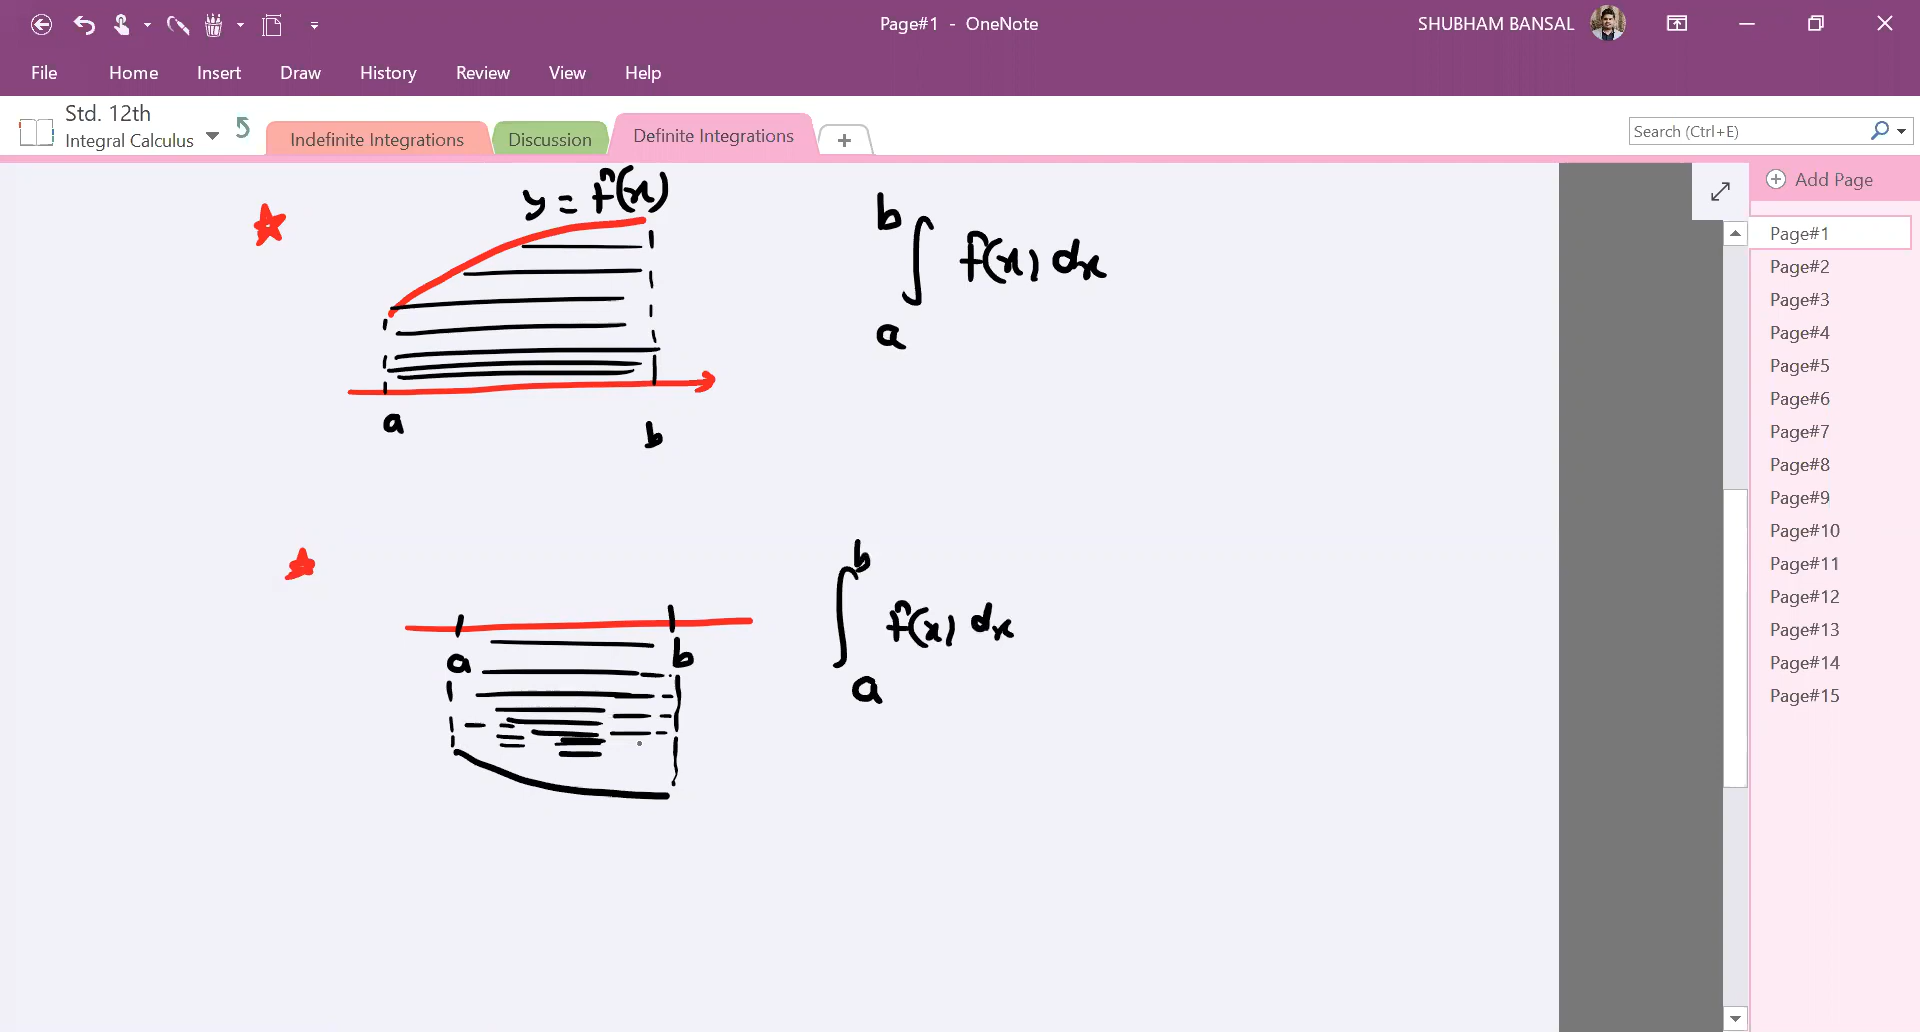 Page#1 - OneNote
SHUBHAM BANSAL
File Home Insert Draw History Review View Help
Std. 12th
Integral Calculus
Indefinite Integrations
Discussion
Definite Integrations
+
Search (Ctrl+E)
Add Page
y = f(x)
b
∫ f(x) dx
a
a
b
b
∫ f(x) dx
a
a
b
Page#1
Page#2
Page#3
Page#4
Page#5
Page#6
Page#7
Page#8
Page#9
Page#10
Page#11
Page#12
Page#13
Page#14
Page#15